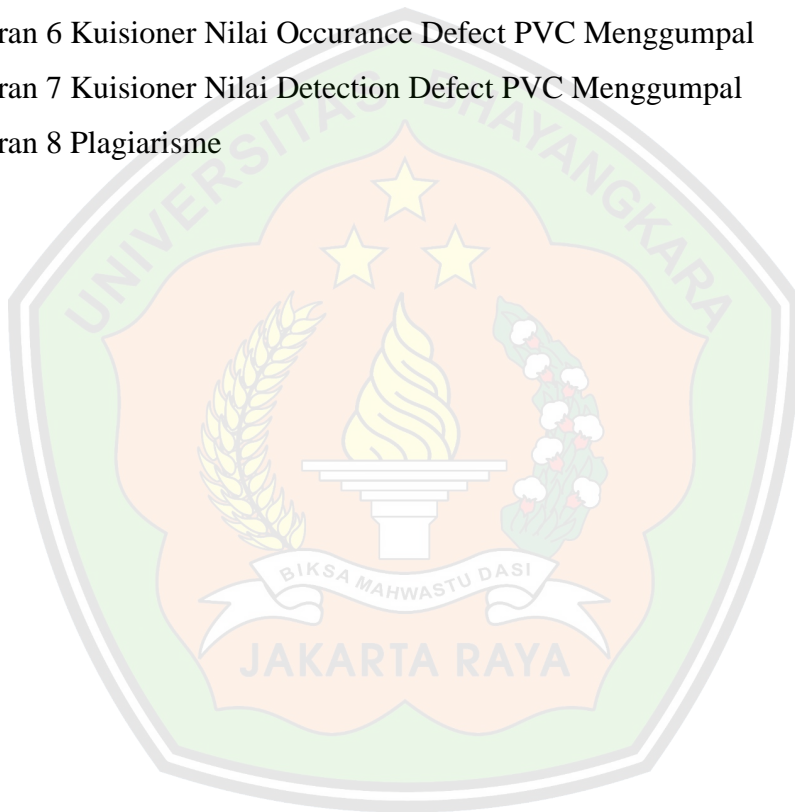 ran 6 Kuisioner Nilai Occurance Defect PVC Menggumpal
ran 7 Kuisioner Nilai Detection Defect PVC Menggumpal
ran 8 Plagiarisme
UNIVERSITAS BHAYANGKARA
BIKSA MAHWASTU DASI
JAKARTA RAYA